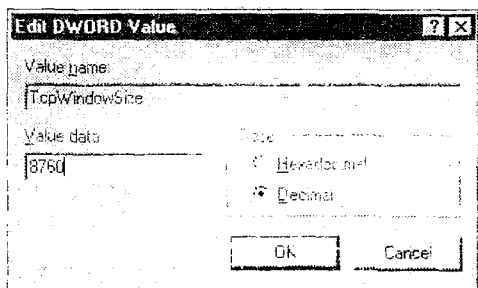 Edit DWORD Value
Value name:
TcpWindowSize
Value data
8760
Base
Hexadecimal
Decimal
OK
Cancel